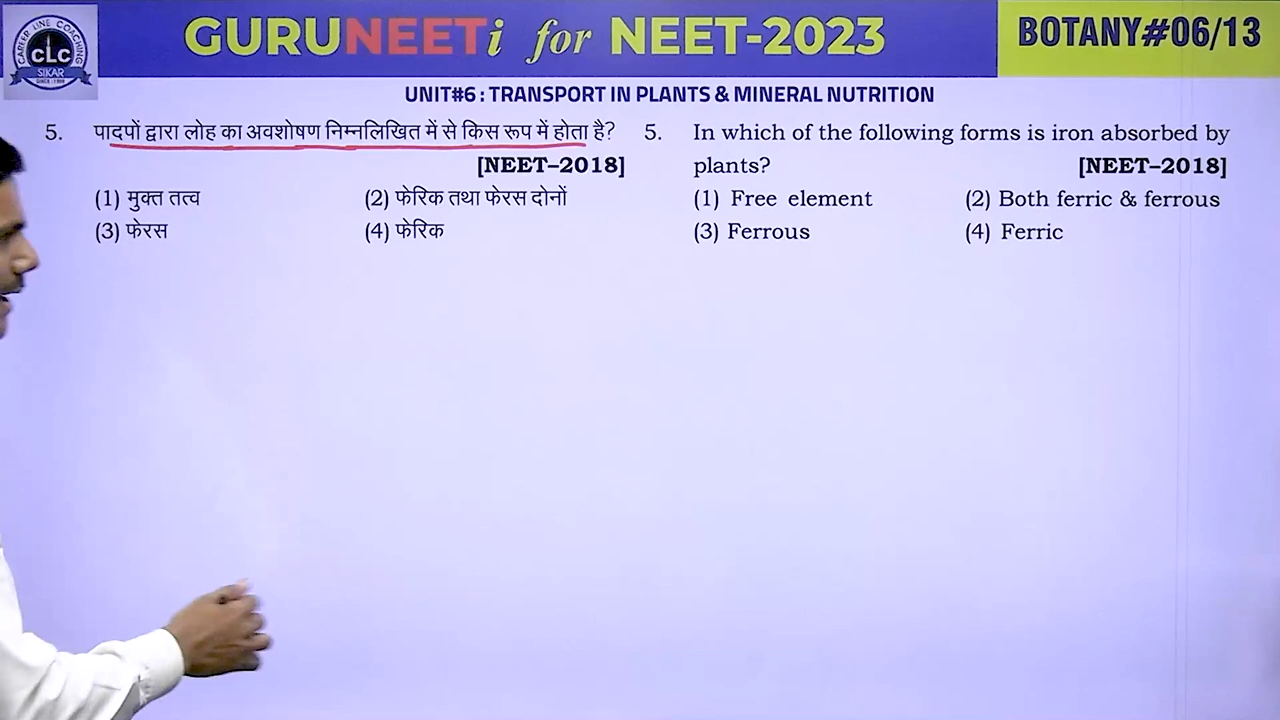 GURUNEETi for NEET-2023
BOTANY#06/13
CAREER LINE COACHING
CLC
SIKAR
SINCE : 1996
UNIT#6 : TRANSPORT IN PLANTS & MINERAL NUTRITION
5. पादपों द्वारा लोह का अवशोषण निम्नलिखित में से किस रूप में होता है?
[NEET–2018]
(1) मुक्त तत्व (2) फेरिक तथा फेरस दोनों
(3) फेरस (4) फेरिक
5. In which of the following forms is iron absorbed by
plants? [NEET–2018]
(1) Free element (2) Both ferric & ferrous
(3) Ferrous (4) Ferric